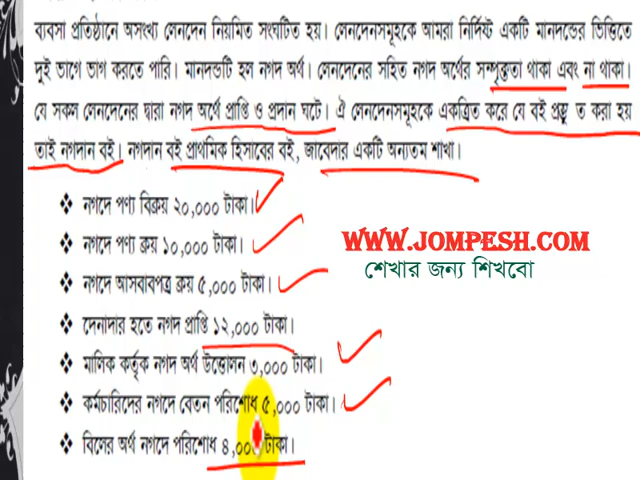 ব্যবসা প্রতিষ্ঠানে অসংখ্য লেনদেন নিয়মিত সংঘটিত হয়। লেনদেনসমূহকে আমরা নির্দিষ্ট একটি মানদন্ডের ভিত্তিতে
দুই ভাগে ভাগ করতে পারি। মানদন্ডটি হল নগদ অর্থ। লেনদেনের সহিত নগদ অর্থের সম্পৃক্ততা থাকা এবং না থাকা।
যে সকল লেনদেনের দ্বারা নগদ অর্থে প্রাপ্তি ও প্রদান ঘটে। ঐ লেনদেনসমূহকে একত্রিত করে যে বই প্রস্তু ত করা হয়
তাই নগদান বই। নগদান বই প্রাথমিক হিসাবের বই, জাবেদার একটি অন্যতম শাখা।
❖ নগদে পণ্য বিক্রয় ২০,০০০ টাকা।
❖ নগদে পণ্য ক্রয় ১০,০০০ টাকা।
WWW.JOMPESH.COM
শেখার জন্য শিখবো
❖ নগদে আসবাবপত্র ক্রয় ৫,০০০ টাকা।
❖ দেনাদার হতে নগদ প্রাপ্তি ১২,০০০ টাকা।
❖ মালিক কর্তৃক নগদ অর্থ উত্তোলন ৩,০০০ টাকা।
❖ কর্মচারিদের নগদে বেতন পরিশোধ ৫,০০০ টাকা।
❖ বিলের অর্থ নগদে পরিশোধ ৪,০০০ টাকা।